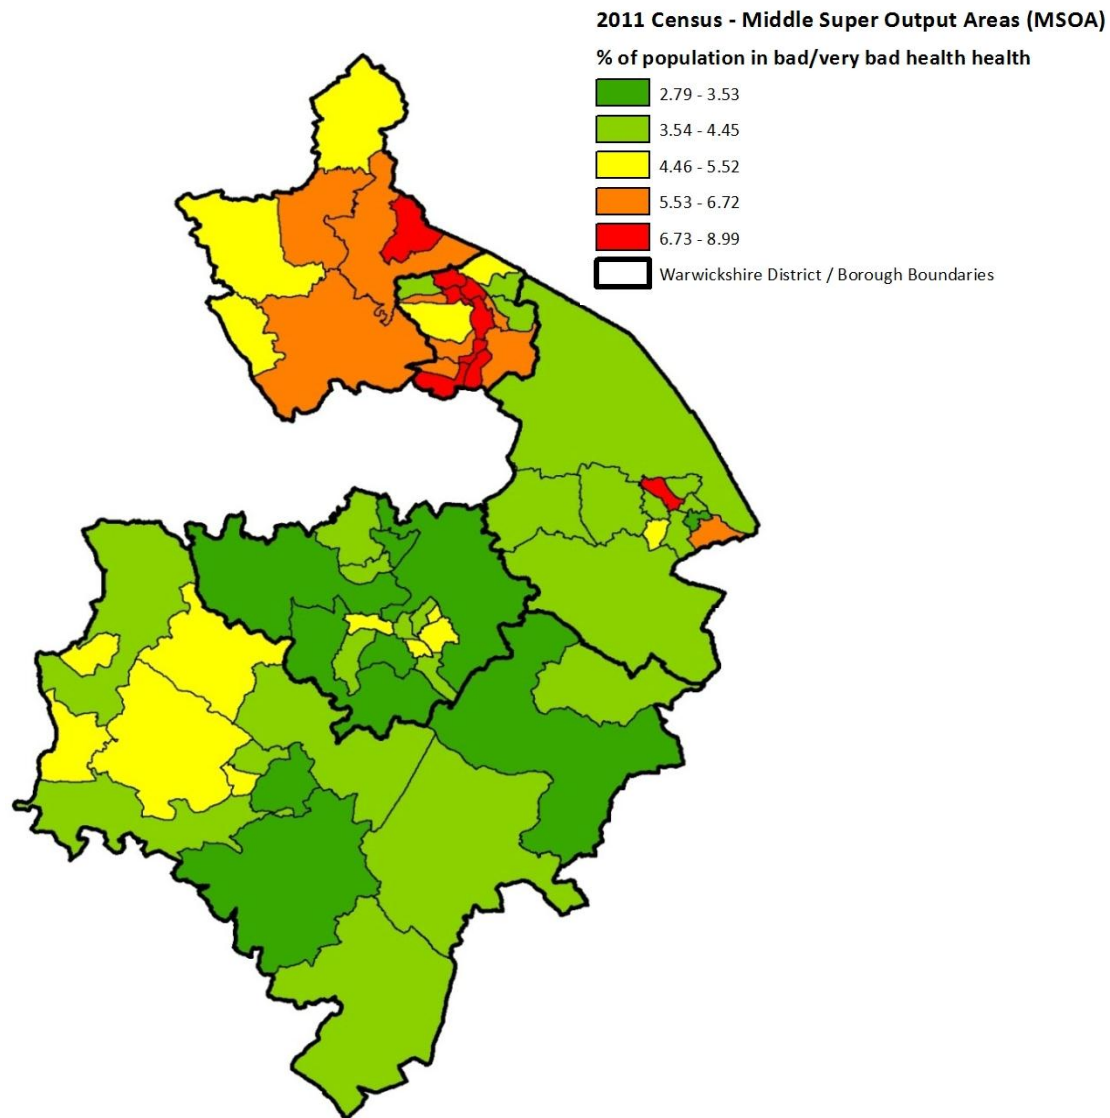 2011 Census - Middle Super Output Areas (MSOA)
% of population in bad/very bad health health
2.79 - 3.53
3.54 - 4.45
4.46 - 5.52
5.53 - 6.72
6.73 - 8.99
Warwickshire District / Borough Boundaries